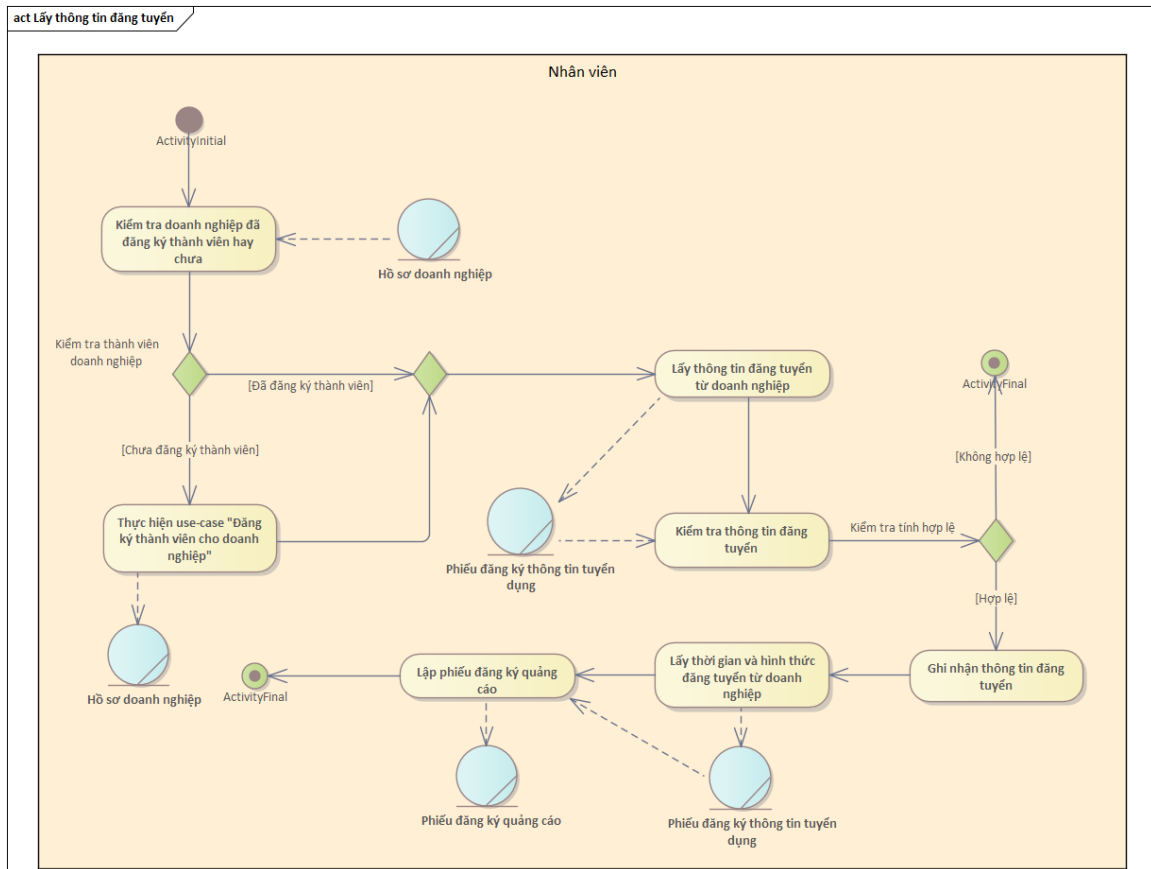 act Lấy thông tin đăng tuyển
Nhân viên
ActivityInitial
Kiểm tra doanh nghiệp đã
đăng ký thành viên hay
chưa
Hồ sơ doanh nghiệp
Kiểm tra thành viên
doanh nghiệp
[Đã đăng ký thành viên]
Lấy thông tin đăng tuyển
từ doanh nghiệp
ActivityFinal
[Chưa đăng ký thành viên]
[Không hợp lệ]
Thực hiện use-case "Đăng
ký thành viên cho doanh
nghiệp"
Phiếu đăng ký thông tin tuyển
dụng
Kiểm tra thông tin đăng
tuyển
Kiểm tra tính hợp lệ
[Hợp lệ]
Hồ sơ doanh nghiệp
ActivityFinal
Lập phiếu đăng ký quảng
cáo
Lấy thời gian và hình thức
đăng tuyển từ doanh
nghiệp
Ghi nhận thông tin đăng
tuyển
Phiếu đăng ký quảng cáo
Phiếu đăng ký thông tin tuyển
dụng